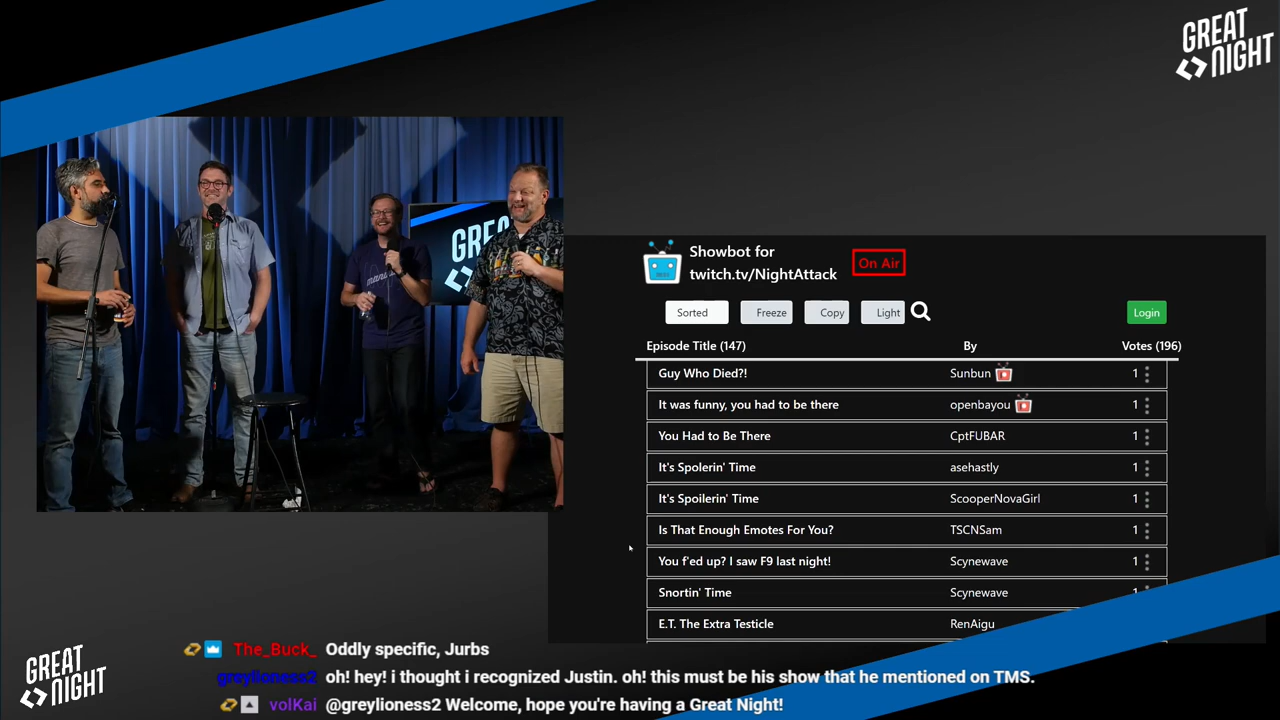 GREAT
NIGHT
GREAT
Showbot for
twitch.tv/NightAttack
On Air
Sorted
Freeze
Copy
Light
Login
Episode Title (147)
By
Votes (196)
Guy Who Died?!
Sunbun
1
It was funny, you had to be there
openbayou
1
You Had to Be There
CptFUBAR
1
It's Spolerin' Time
asehastly
1
It's Spoilerin' Time
ScooperNovaGirl
1
Is That Enough Emotes For You?
TSCNSam
1
You f'ed up? I saw F9 last night!
Scynewave
1
Snortin' Time
Scynewave
1
E.T. The Extra Testicle
RenAigu
GREAT
NIGHT
The_Buck_ Oddly specific, Jurbs
greylioness2 oh! hey! i thought i recognized Justin. oh! this must be his show that he mentioned on TMS.
volKai @greylioness2 Welcome, hope you're having a Great Night!